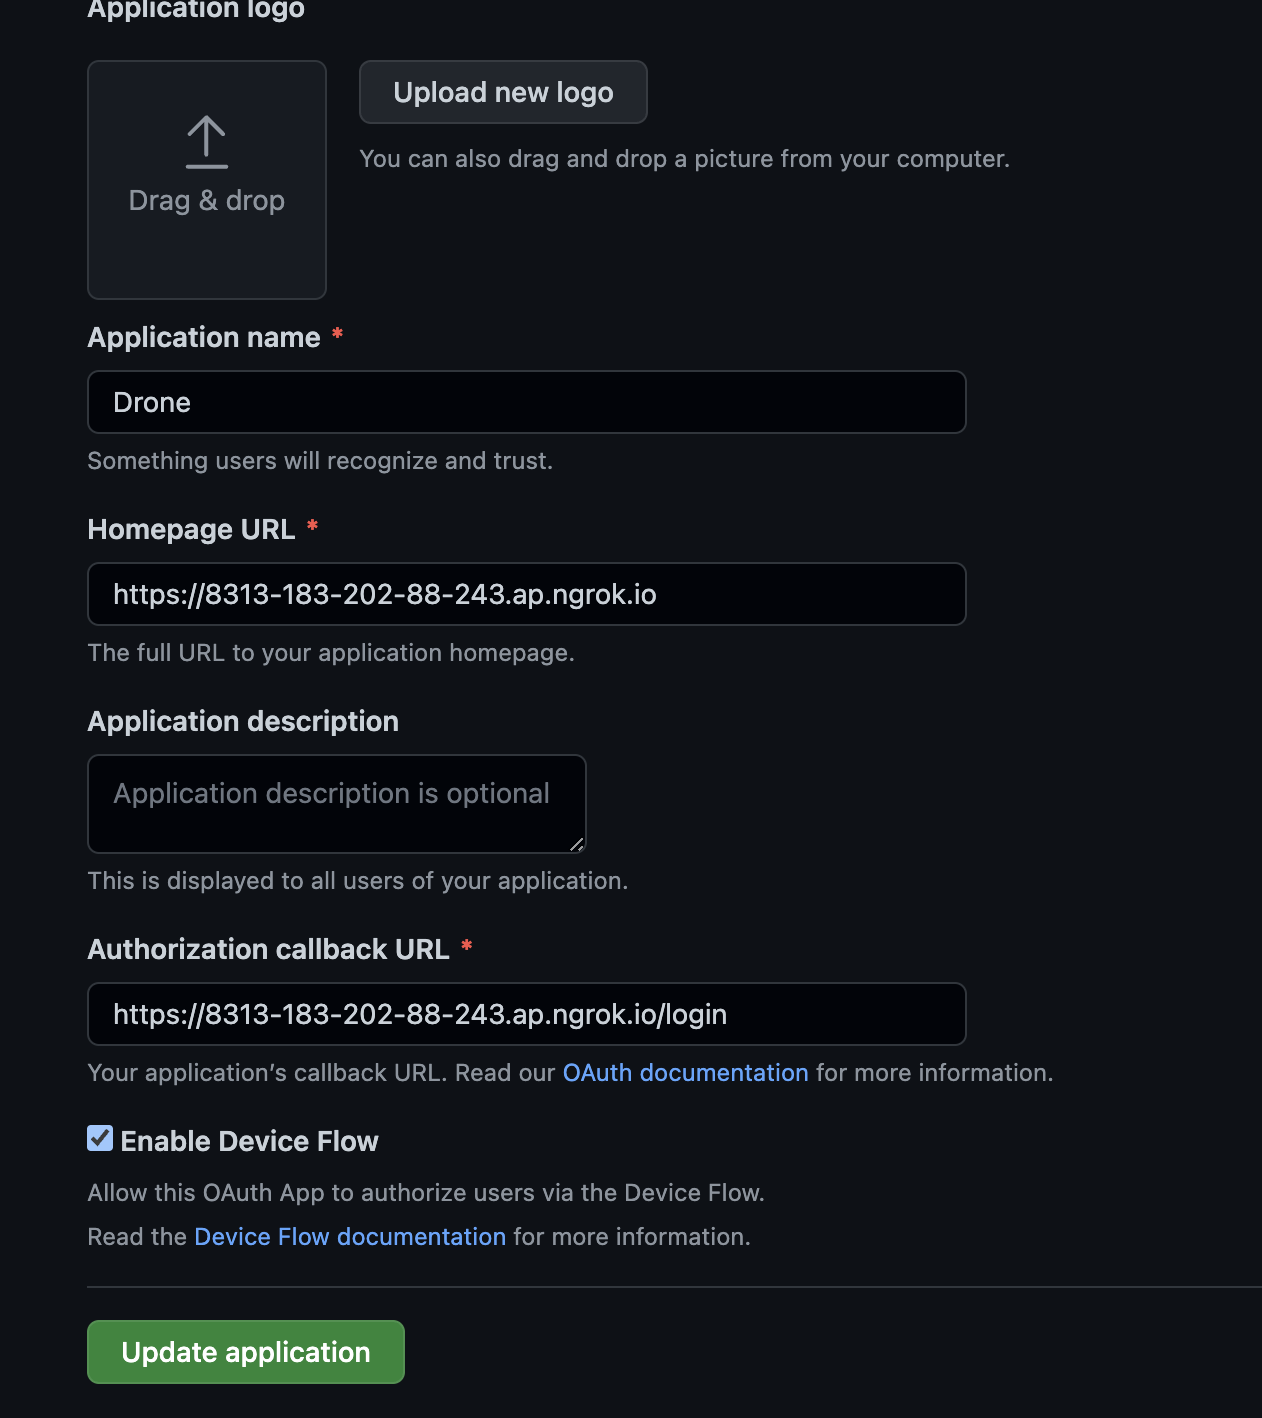 Application logo
Upload new logo
You can also drag and drop a picture from your computer.
Drag & drop
Application name *
Drone
Something users will recognize and trust.
Homepage URL *
https://8313-183-202-88-243.ap.ngrok.io
The full URL to your application homepage.
Application description
Application description is optional
This is displayed to all users of your application.
Authorization callback URL *
https://8313-183-202-88-243.ap.ngrok.io/login
Your application’s callback URL. Read our OAuth documentation for more information.
Enable Device Flow
Allow this OAuth App to authorize users via the Device Flow.
Read the Device Flow documentation for more information.
Update application